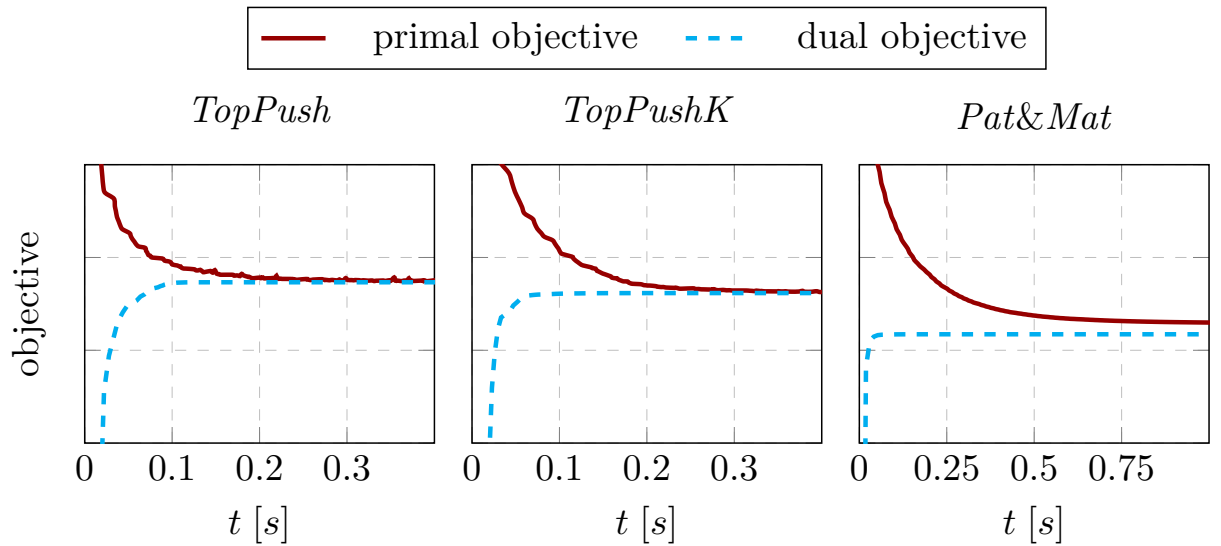 primal objective dual objective
TopPush TopPushK Pat&Mat
objective
0 0.1 0.2 0.3 0 0.1 0.2 0.3 0 0.25 0.5 0.75
t [s] t [s] t [s]